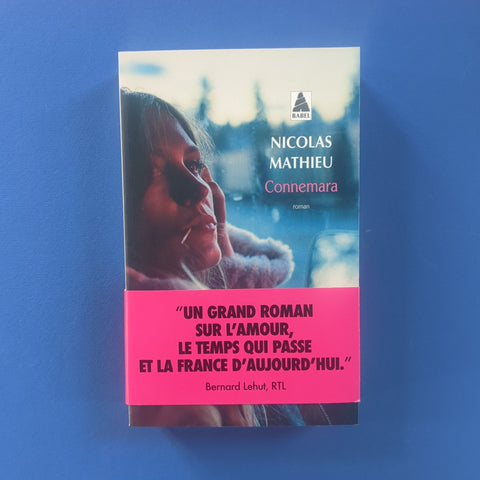 BABEL
NICOLAS
MATHIEU
Connemara
roman
"UN GRAND ROMAN
SUR L'AMOUR,
LE TEMPS QUI PASSE
ET LA FRANCE D'AUJOURD'HUI."
Bernard Lehut, RTL